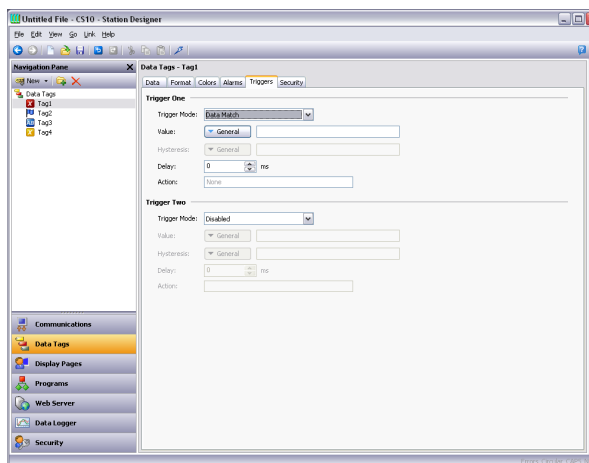 Untitled File - CS10 - Station Designer
File Edit View Go Link Help
Navigation Pane
New
Data Tags
Tag1
Tag2
Tag3
Tag4
Communications
Data Tags
Display Pages
Programs
Web Server
Data Logger
Security
Data Tags - Tag1
Data Format Colors Alarms Triggers Security
Trigger One
Trigger Mode: Data Match
Value: General
Hysteresis: General
Delay: 0 ms
Action: None
Trigger Two
Trigger Mode: Disabled
Value: General
Hysteresis: General
Delay: 0 ms
Action: